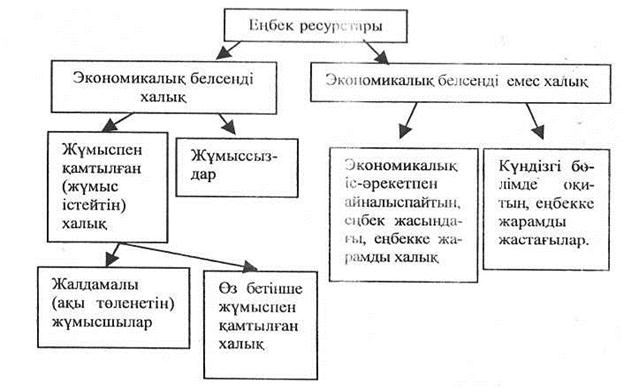 Еңбек ресурстары
Экономикалық белсенді
халық
Экономикалық белсенді емес халық
Жұмыспен
қамтылған
(жұмыс
істейтін)
халық
Жұмыссыз-
дар
Экономикалық
іс-әрекетпен
айналыспайтын,
еңбек жасында-
ғы, еңбекке жа-
рамды халық
Күндізгі бө-
лімде оқи-
тын, еңбекке
жарамды
жастағылар.
Жалдамалы
(ақы төленетін)
жұмысшылар
Өз бетінше
жұмыспен
қамтылған
халық